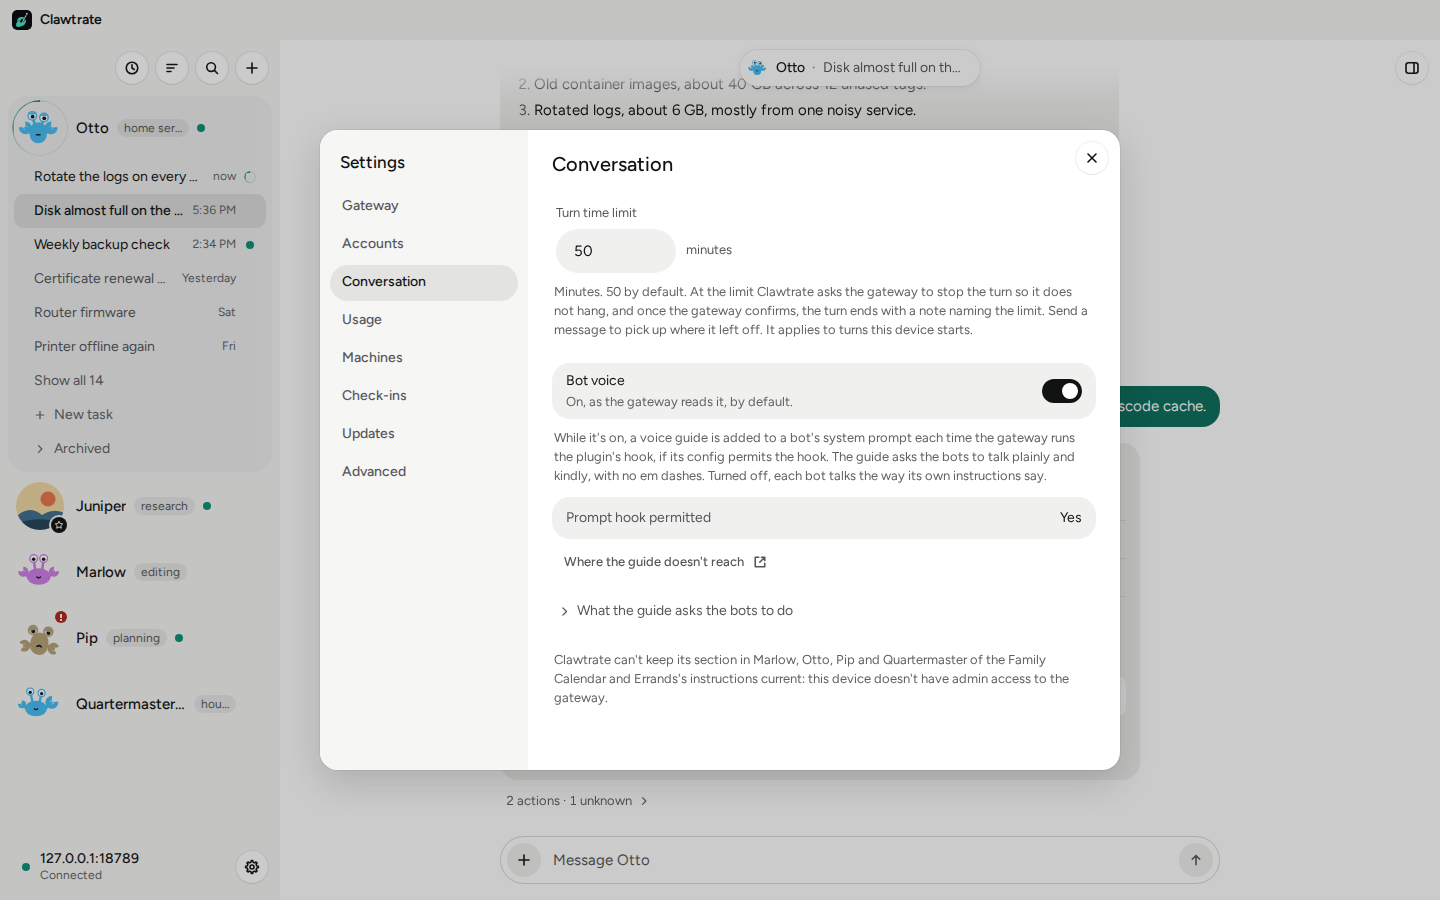 Clawtrate
Otto · Disk almost full on th...
Otto home ser...
Rotate the logs on every ... now
Disk almost full on the ... 5:36 PM
Weekly backup check 2:34 PM
Certificate renewal ... Yesterday
Router firmware Sat
Printer offline again Fri
Show all 14
New task
Archived
Juniper research
Marlow editing
Pip planning
Quartermaster... hou...
127.0.0.1:18789
Connected
2. Old container images, about 40 GB across 12 unused tags.
3. Rotated logs, about 6 GB, mostly from one noisy service.
scode cache.
Settings
Gateway
Accounts
Conversation
Usage
Machines
Check-ins
Updates
Advanced
Conversation
Turn time limit
50 minutes
Minutes. 50 by default. At the limit Clawtrate asks the gateway to stop the turn so it does
not hang, and once the gateway confirms, the turn ends with a note naming the limit. Send a
message to pick up where it left off. It applies to turns this device starts.
Bot voice
On, as the gateway reads it, by default.
While it's on, a voice guide is added to a bot's system prompt each time the gateway runs
the plugin's hook, if its config permits the hook. The guide asks the bots to talk plainly and
kindly, with no em dashes. Turned off, each bot talks the way its own instructions say.
Prompt hook permitted Yes
Where the guide doesn't reach
What the guide asks the bots to do
Clawtrate can't keep its section in Marlow, Otto, Pip and Quartermaster of the Family
Calendar and Errands's instructions current: this device doesn't have admin access to the
gateway.
2 actions · 1 unknown
Message Otto